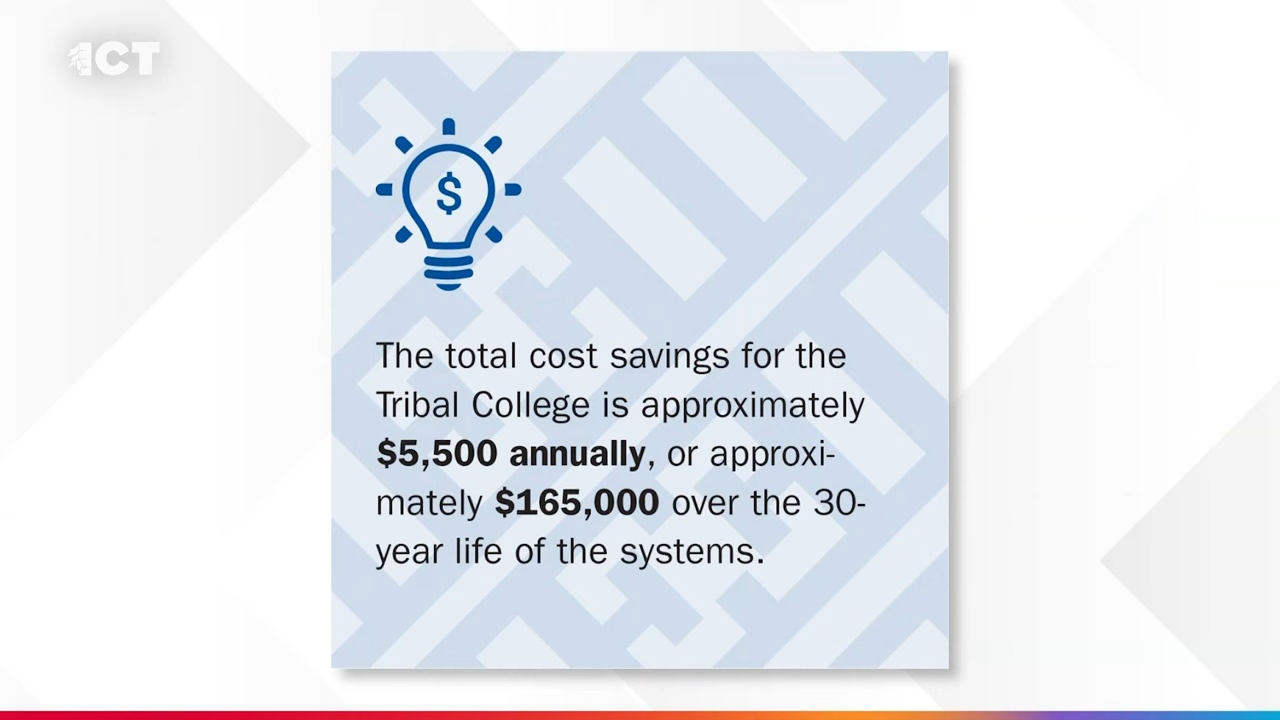 ICT
$
The total cost savings for the
Tribal College is approximately
$5,500 annually, or approxi-
mately $165,000 over the 30-
year life of the systems.